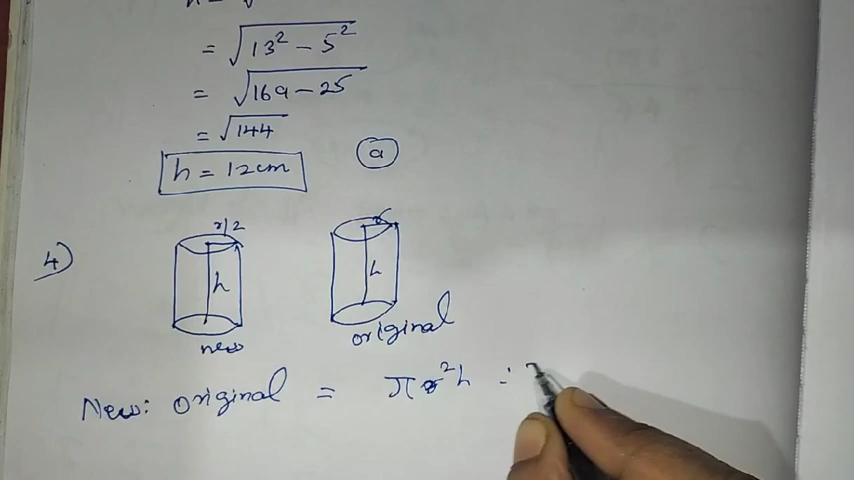 = √13² – 5²
= √169 – 25
= √144
h = 12cm
a
4)
r/2
r
h
h
new
original
New: original = πr²h :